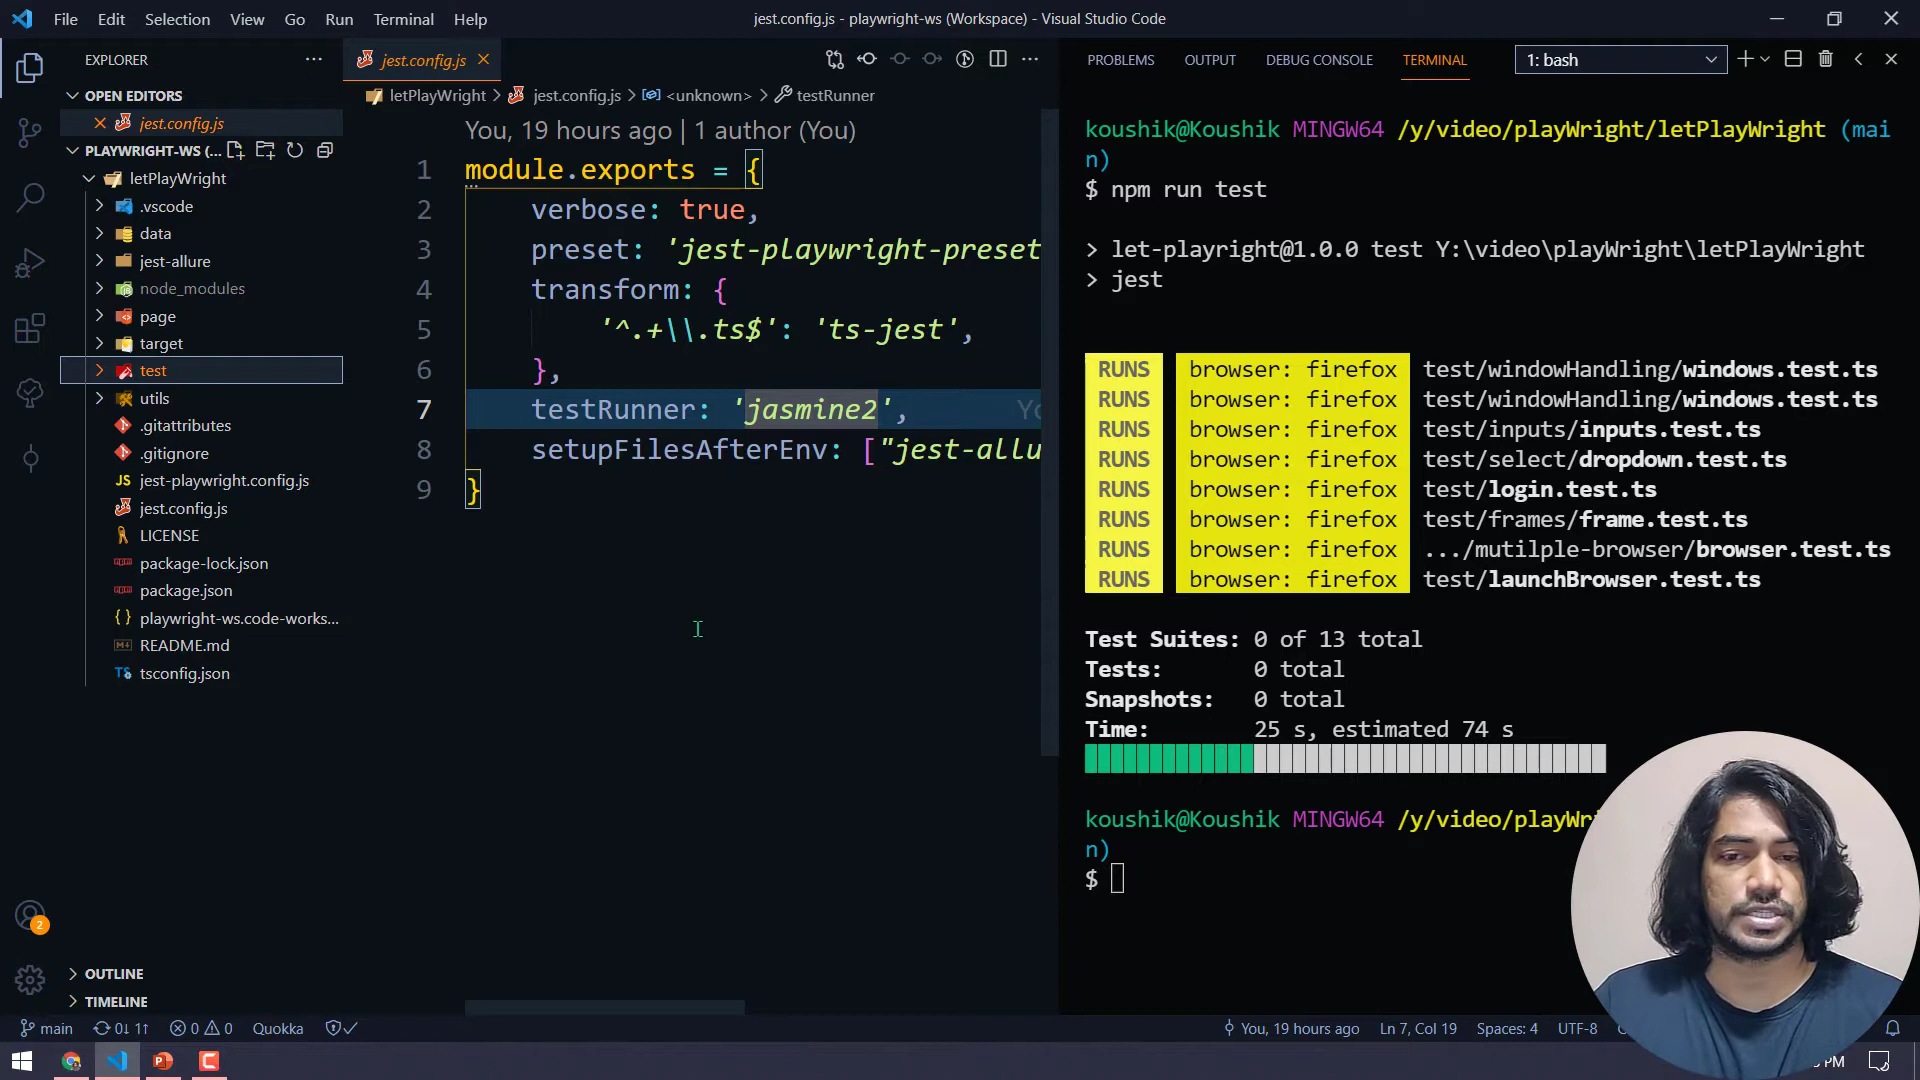 File Edit Selection View Go Run Terminal Help
jest.config.js - playwright-ws (Workspace) - Visual Studio Code
EXPLORER
OPEN EDITORS
jest.config.js
PLAYWRIGHT-WS (...
letPlayWright
.vscode
data
jest-allure
node_modules
page
target
test
utils
.gitattributes
.gitignore
JS jest-playwright.config.js
jest.config.js
LICENSE
package-lock.json
package.json
{} playwright-ws.code-works...
README.md
TS tsconfig.json
OUTLINE
TIMELINE
2
jest.config.js
letPlayWright > jest.config.js > <unknown> > testRunner
You, 19 hours ago | 1 author (You)
1 module.exports = {
2 verbose: true,
3 preset: 'jest-playwright-preset
4 transform: {
5 '^.+\\.ts$': 'ts-jest',
6 },
7 testRunner: 'jasmine2', Yo
8 setupFilesAfterEnv: ["jest-allu
9 }
PROBLEMS OUTPUT DEBUG CONSOLE TERMINAL 1: bash
koushik@Koushik MINGW64 /y/video/playWright/letPlayWright (mai
n)
$ npm run test
> let-playright@1.0.0 test Y:\video\playWright\letPlayWright
> jest
RUNS browser: firefox test/windowHandling/windows.test.ts
RUNS browser: firefox test/windowHandling/windows.test.ts
RUNS browser: firefox test/inputs/inputs.test.ts
RUNS browser: firefox test/select/dropdown.test.ts
RUNS browser: firefox test/login.test.ts
RUNS browser: firefox test/frames/frame.test.ts
RUNS browser: firefox .../mutilple-browser/browser.test.ts
RUNS browser: firefox test/launchBrowser.test.ts
Test Suites: 0 of 13 total
Tests: 0 total
Snapshots: 0 total
Time: 25 s, estimated 74 s
koushik@Koushik MINGW64 /y/video/playWr
n)
$
main 0↓ 1↑ 0 0 Quokka You, 19 hours ago Ln 7, Col 19 Spaces: 4 UTF-8
PM